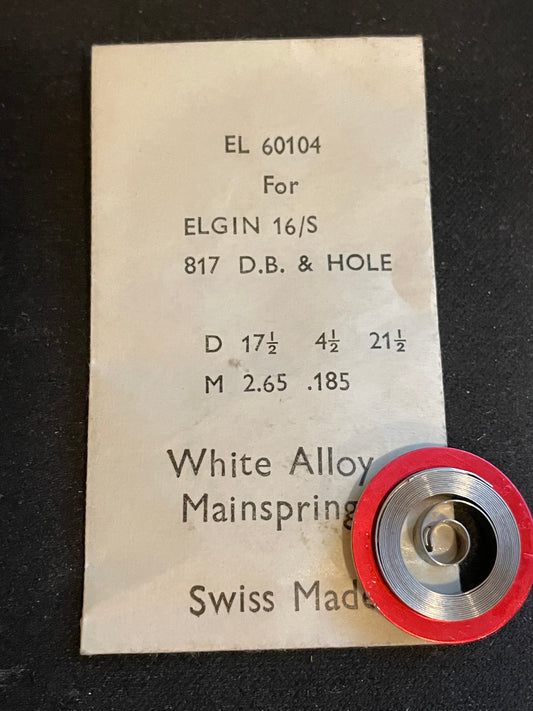 EL 60104
For
ELGIN 16/S
817 D.B. & HOLE
D 17½ 4½ 21½
M 2.65 .185
White Alloy
Mainspring
Swiss Made